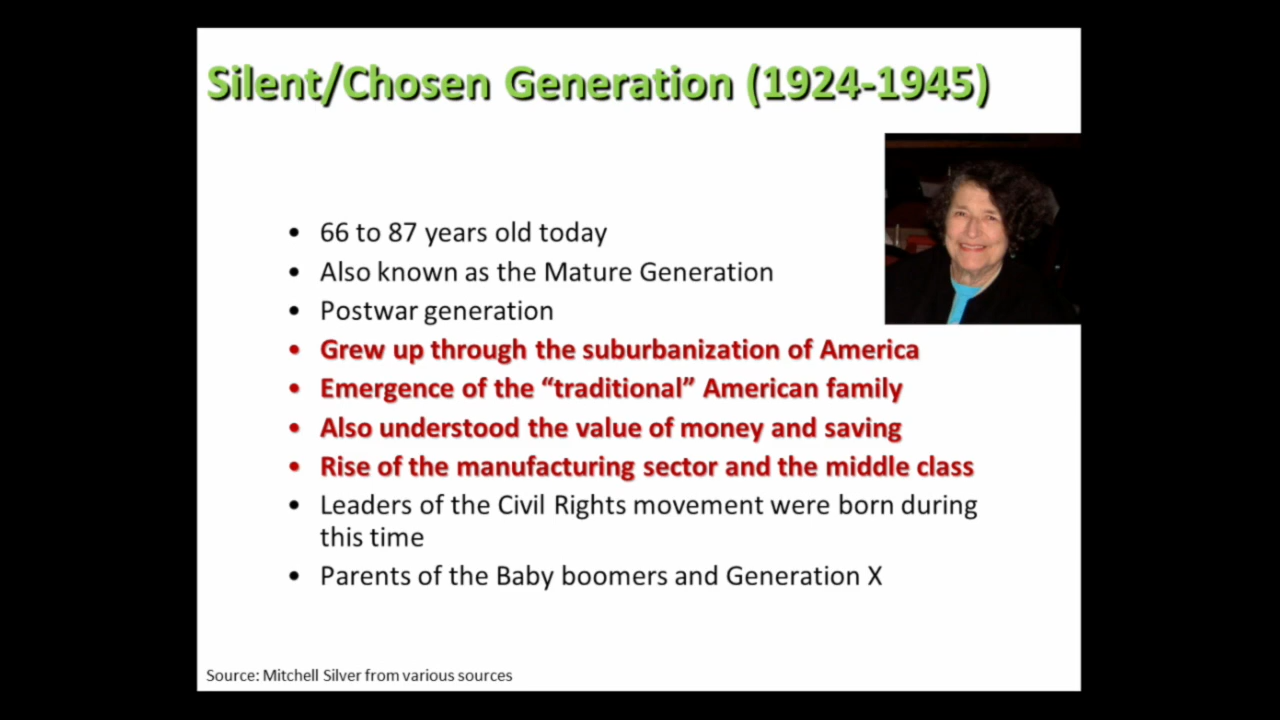 Silent/Chosen Generation (1924-1945)
• 66 to 87 years old today
• Also known as the Mature Generation
• Postwar generation
• Grew up through the suburbanization of America
• Emergence of the “traditional” American family
• Also understood the value of money and saving
• Rise of the manufacturing sector and the middle class
• Leaders of the Civil Rights movement were born during
this time
• Parents of the Baby boomers and Generation X
Source: Mitchell Silver from various sources